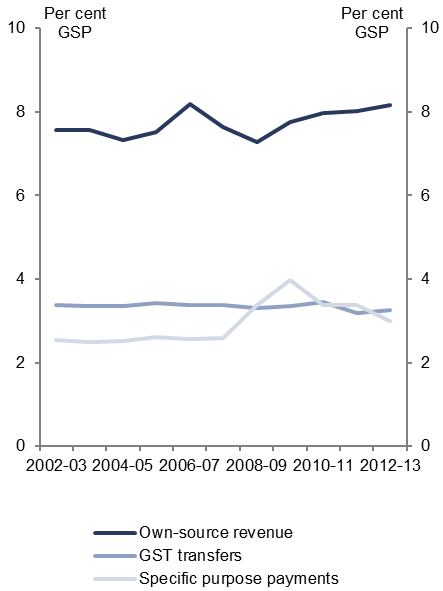 Per cent GSP Per cent GSP
10 10
8 8
6 6
4 4
2 2
0 0
2002-03 2004-05 2006-07 2008-09 2010-11 2012-13
Own-source revenue
GST transfers
Specific purpose payments